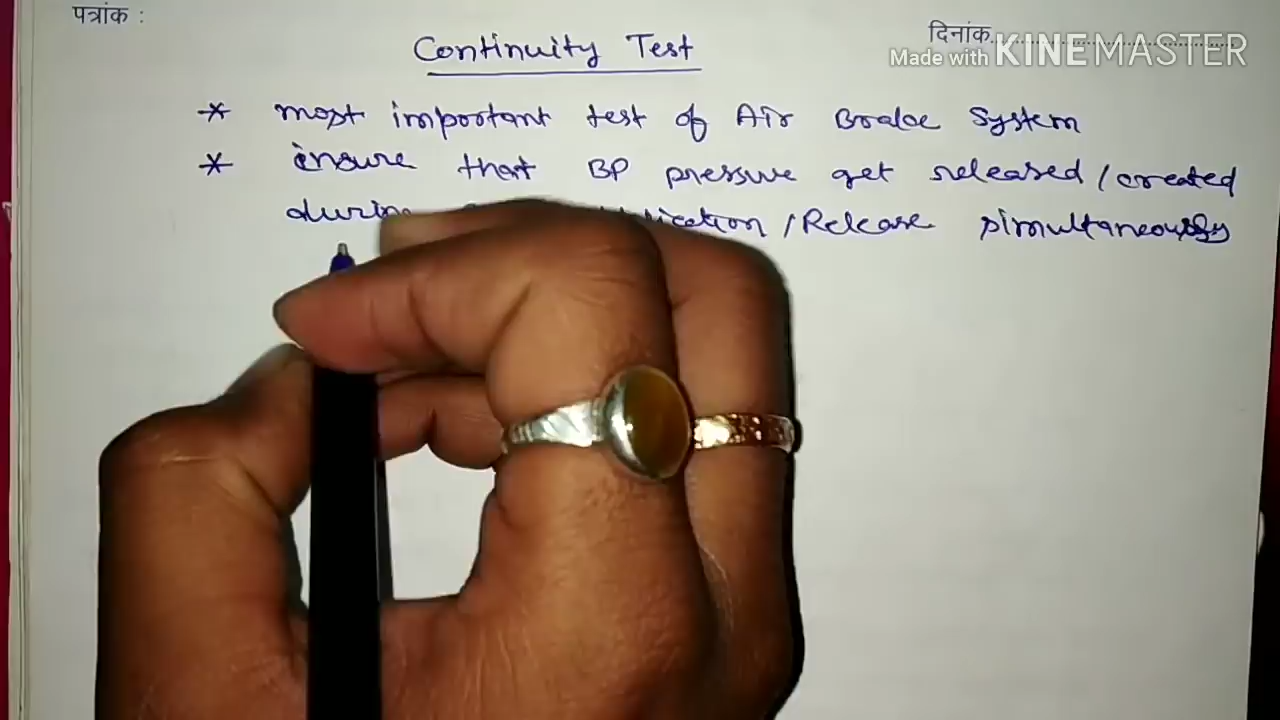 पत्रांक :
दिनांक
Made with KINEMASTER
Continuity Test
* most important test of Air Brake System
* ensure that BP pressure get released / created
during / Release simultaneously